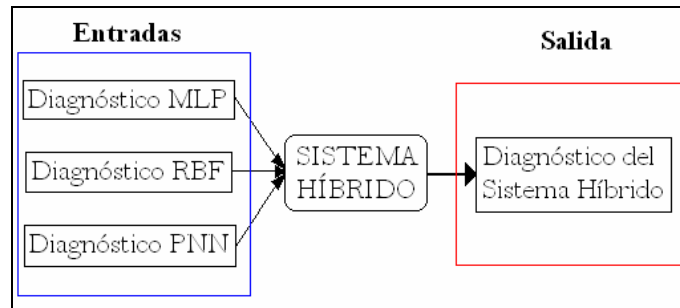 Entradas
Salida
Diagnóstico MLP
Diagnóstico RBF
Diagnóstico PNN
SISTEMA
HÍBRIDO
Diagnóstico del
Sistema Híbrido